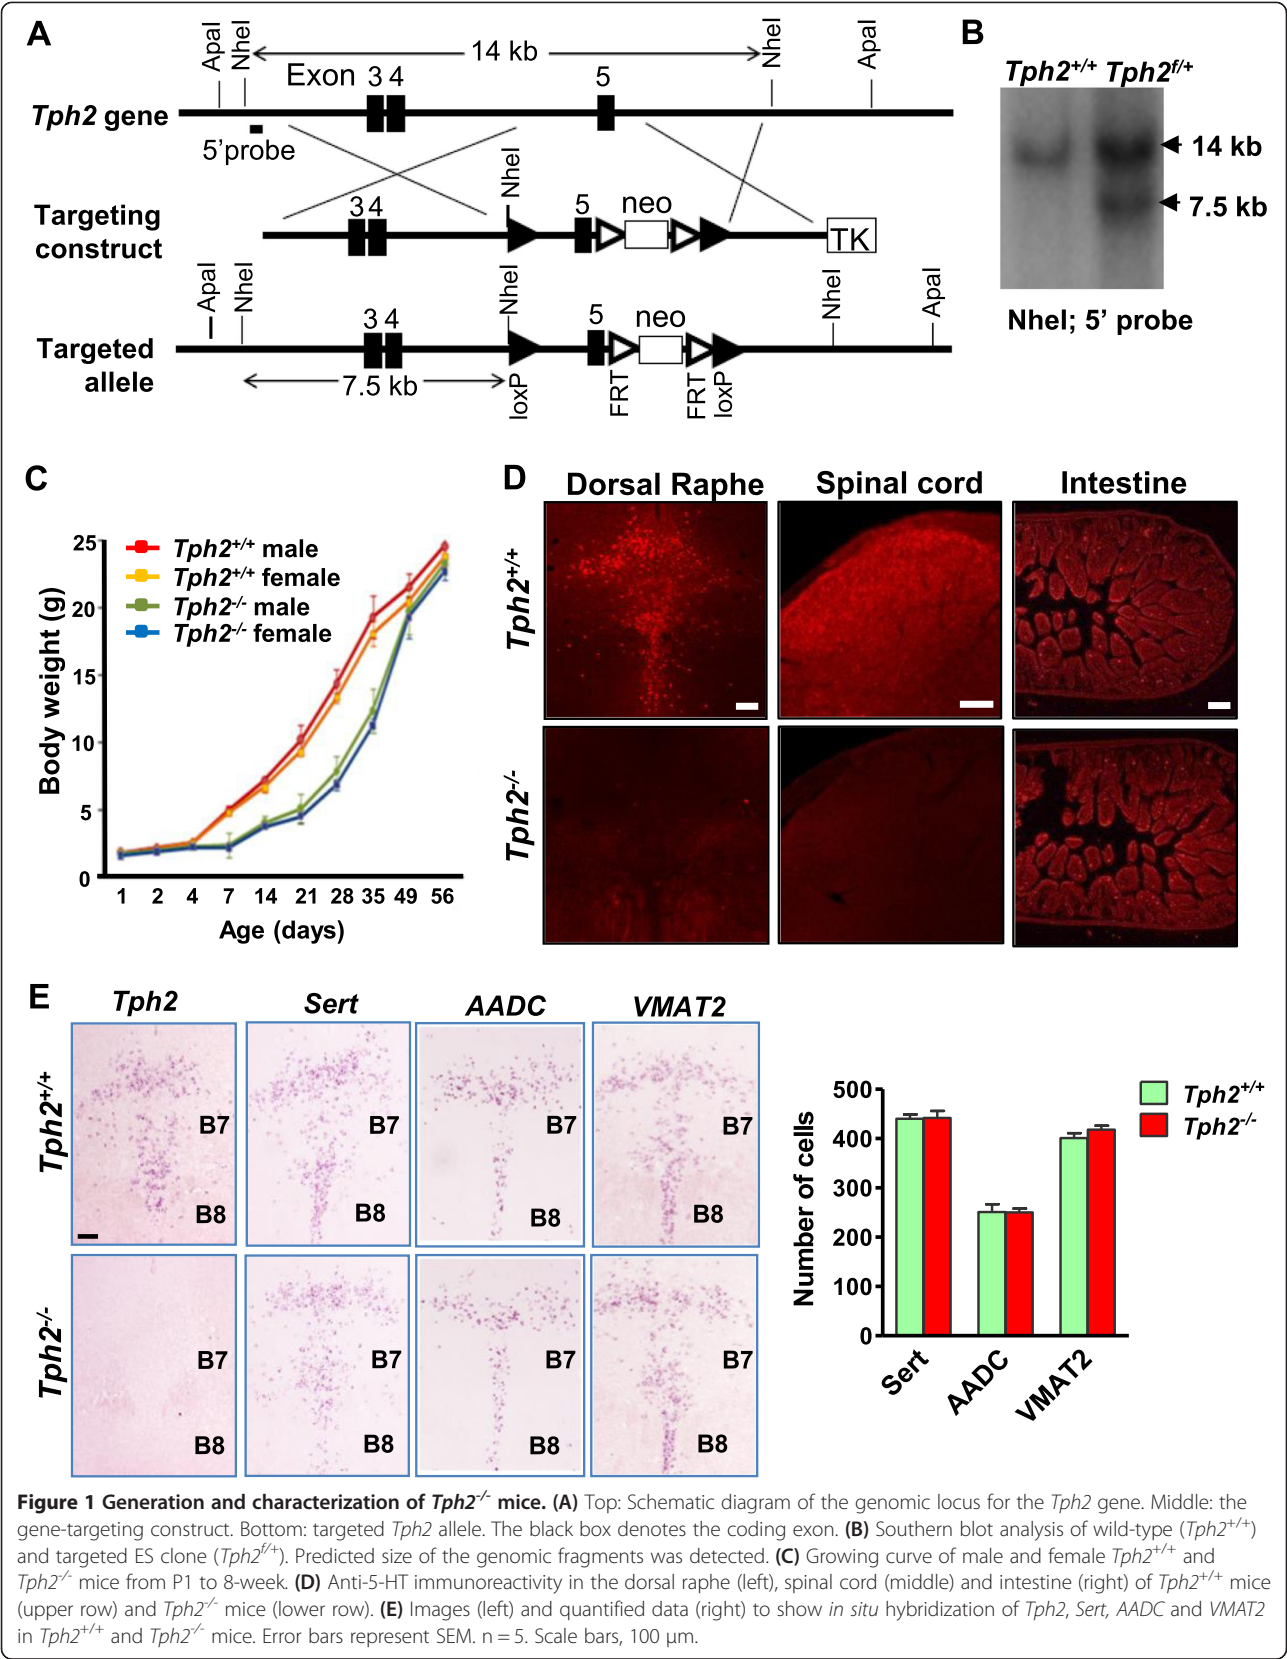 A
ApaI
NheI
14 kb
NheI
ApaI
Exon 3 4
5
Tph2 gene
5'probe
Targeting
construct
3 4
NheI
5
neo
TK
ApaI
NheI
NheI
NheI
ApaI
3 4
5
neo
Targeted
allele
7.5 kb
loxP
FRT
FRT
loxP
B
Tph2+/+ Tph2f/+
14 kb
7.5 kb
NheI; 5' probe
C
Body weight (g)
25
20
15
10
5
0
Tph2+/+ male
Tph2+/+ female
Tph2-/- male
Tph2-/- female
1 2 4 7 14 21 28 35 49 56
Age (days)
D
Dorsal Raphe Spinal cord Intestine
Tph2+/+
Tph2-/-
E
Tph2 Sert AADC VMAT2
Tph2+/+
B7 B7 B7 B7
B8 B8 B8 B8
Tph2-/-
B7 B7 B7 B7
B8 B8 B8 B8
Number of cells
500
400
300
200
100
0
Sert
AADC
VMAT2
Tph2+/+
Tph2-/-
Figure 1 Generation and characterization of Tph2-/- mice. (A) Top: Schematic diagram of the genomic locus for the Tph2 gene. Middle: the
gene-targeting construct. Bottom: targeted Tph2 allele. The black box denotes the coding exon. (B) Southern blot analysis of wild-type (Tph2+/+)
and targeted ES clone (Tph2f/+). Predicted size of the genomic fragments was detected. (C) Growing curve of male and female Tph2+/+ and
Tph2-/- mice from P1 to 8-week. (D) Anti-5-HT immunoreactivity in the dorsal raphe (left), spinal cord (middle) and intestine (right) of Tph2+/+ mice
(upper row) and Tph2-/- mice (lower row). (E) Images (left) and quantified data (right) to show in situ hybridization of Tph2, Sert, AADC and VMAT2
in Tph2+/+ and Tph2-/- mice. Error bars represent SEM. n = 5. Scale bars, 100 μm.